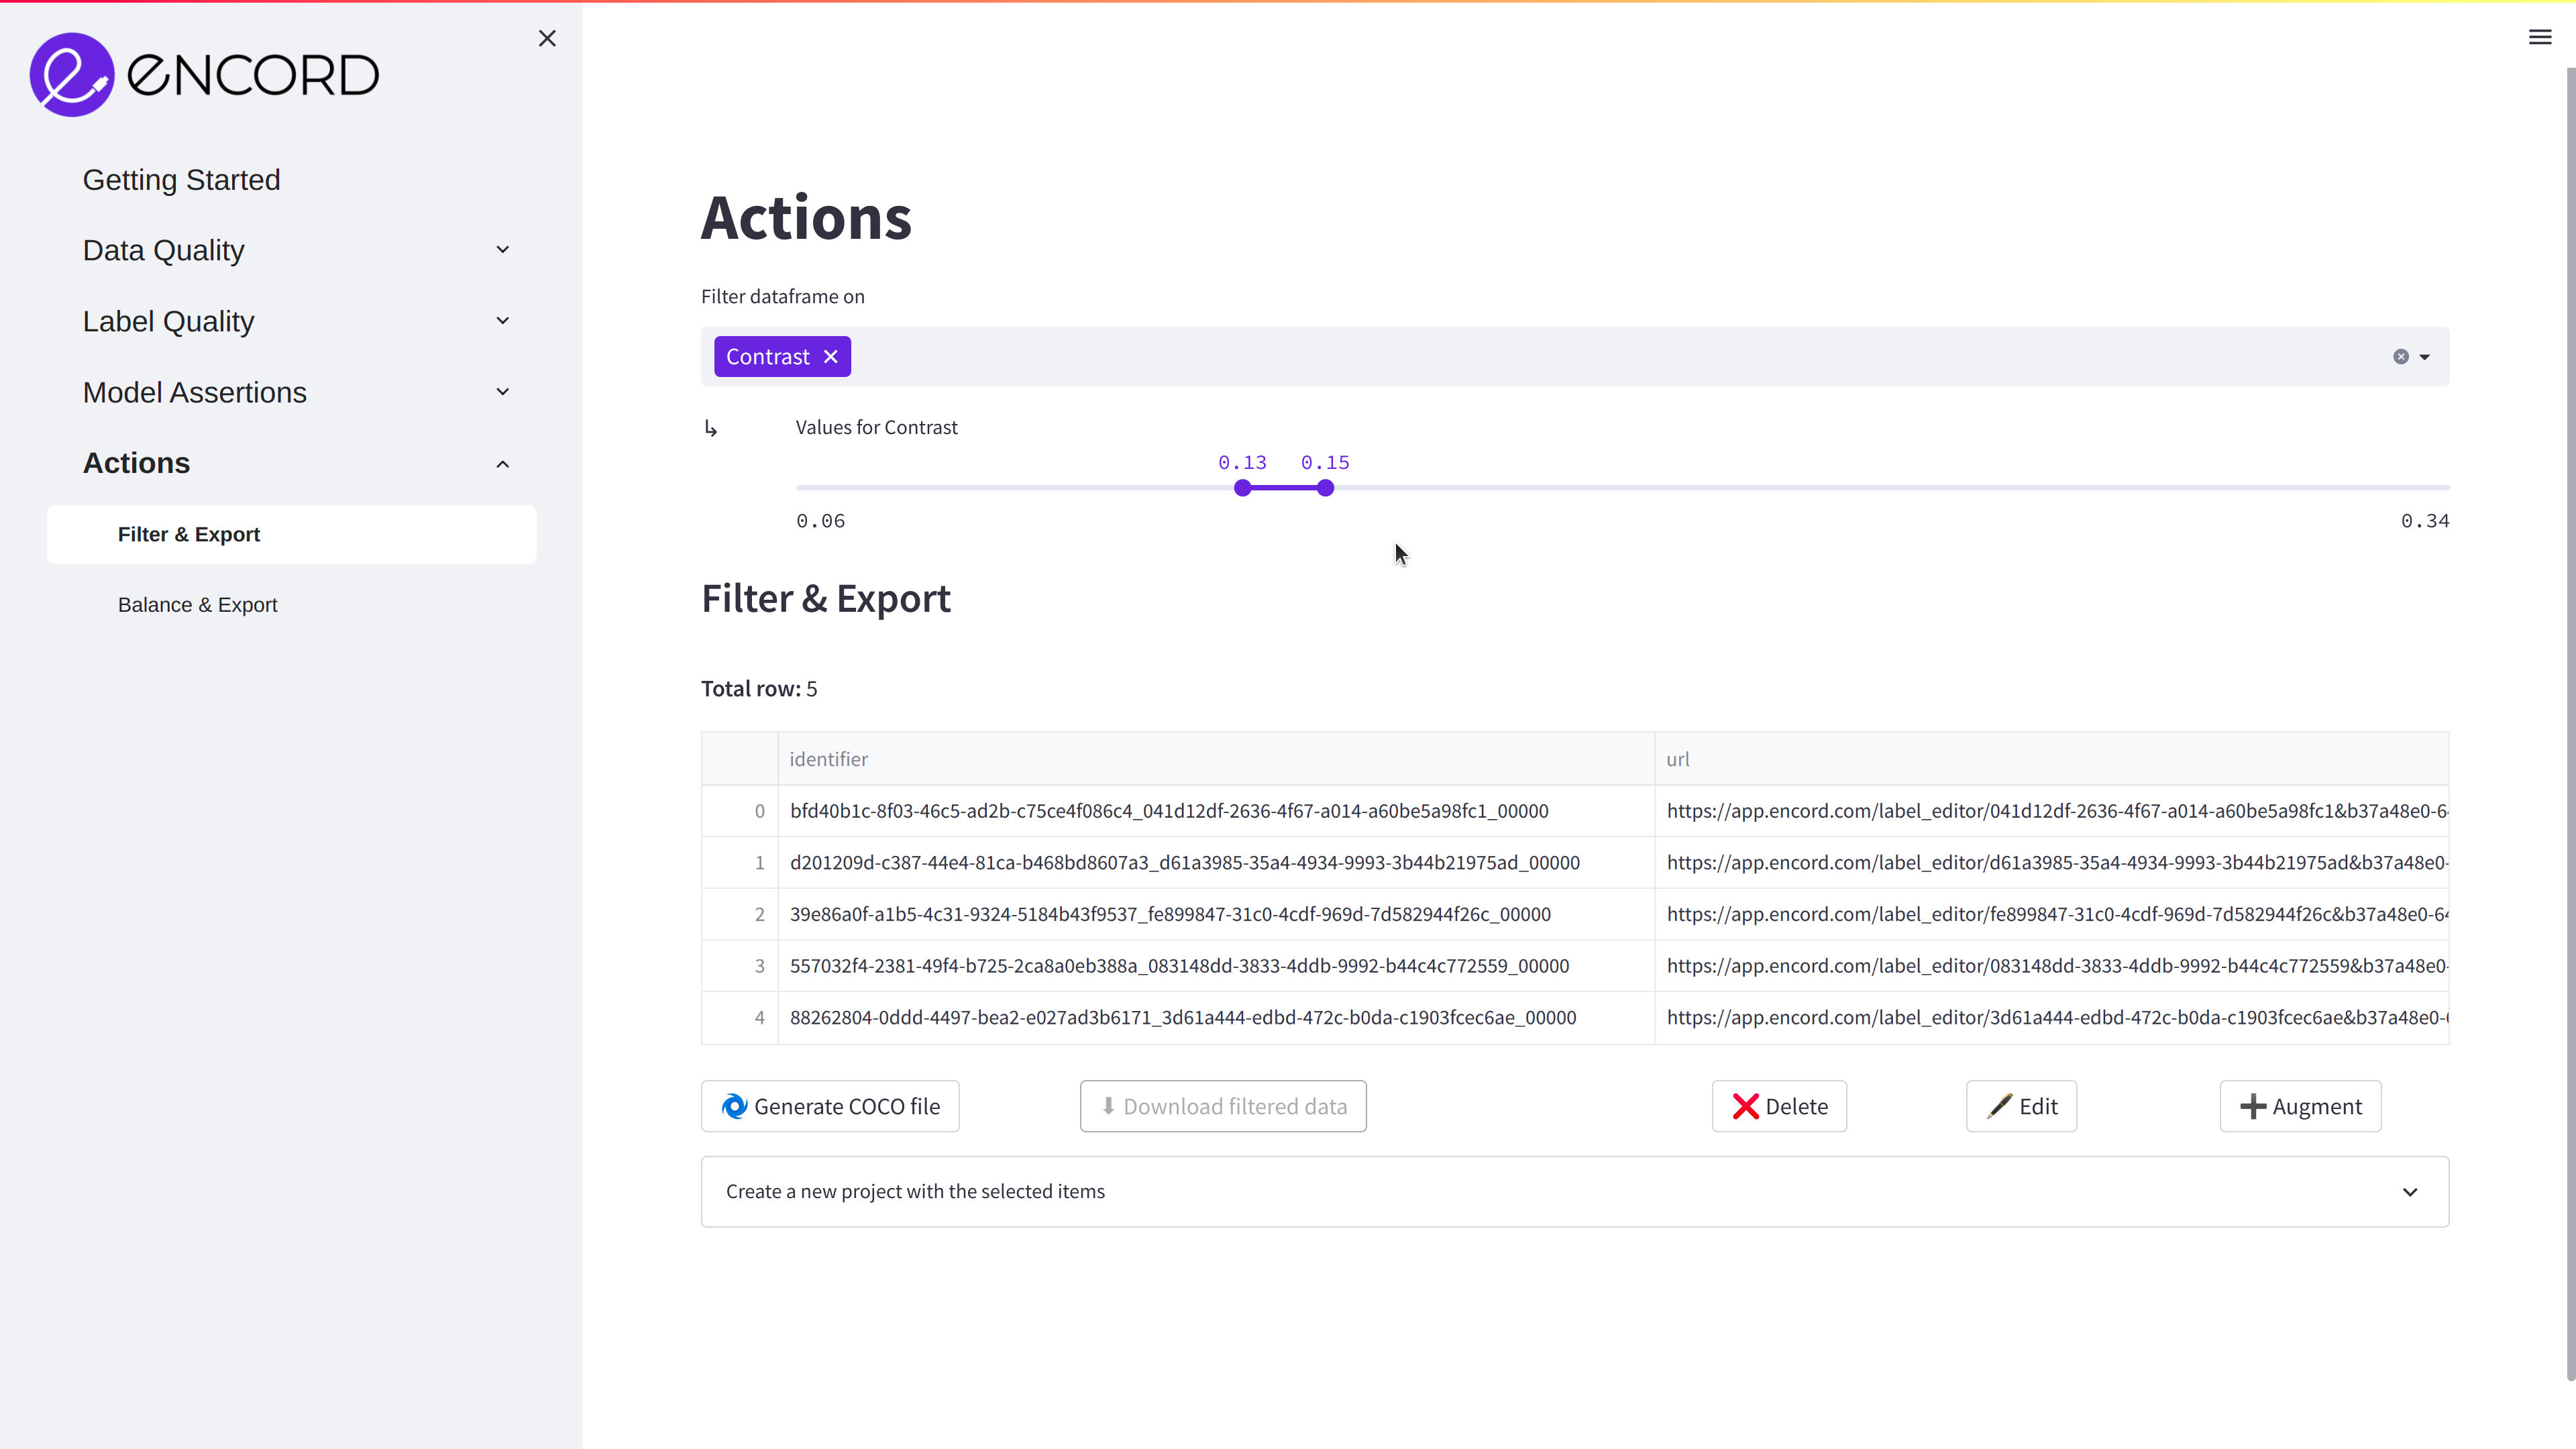 eNCORD
Getting Started
Data Quality
Label Quality
Model Assertions
Actions
Filter & Export
Balance & Export
Actions
Filter dataframe on
Contrast
Values for Contrast
0.13 0.15
0.06 0.34
Filter & Export
Total row: 5
identifier url
0 bfd40b1c-8f03-46c5-ad2b-c75ce4f086c4_041d12df-2636-4f67-a014-a60be5a98fc1_00000 https://app.encord.com/label_editor/041d12df-2636-4f67-a014-a60be5a98fc1&b37a48e0-6
1 d201209d-c387-44e4-81ca-b468bd8607a3_d61a3985-35a4-4934-9993-3b44b21975ad_00000 https://app.encord.com/label_editor/d61a3985-35a4-4934-9993-3b44b21975ad&b37a48e0-
2 39e86a0f-a1b5-4c31-9324-5184b43f9537_fe899847-31c0-4cdf-969d-7d582944f26c_00000 https://app.encord.com/label_editor/fe899847-31c0-4cdf-969d-7d582944f26c&b37a48e0-64
3 557032f4-2381-49f4-b725-2ca8a0eb388a_083148dd-3833-4ddb-9992-b44c4c772559_00000 https://app.encord.com/label_editor/083148dd-3833-4ddb-9992-b44c4c772559&b37a48e0-
4 88262804-0ddd-4497-bea2-e027ad3b6171_3d61a444-edbd-472c-b0da-c1903fcec6ae_00000 https://app.encord.com/label_editor/3d61a444-edbd-472c-b0da-c1903fcec6ae&b37a48e0-
Generate COCO file Download filtered data Delete Edit Augment
Create a new project with the selected items